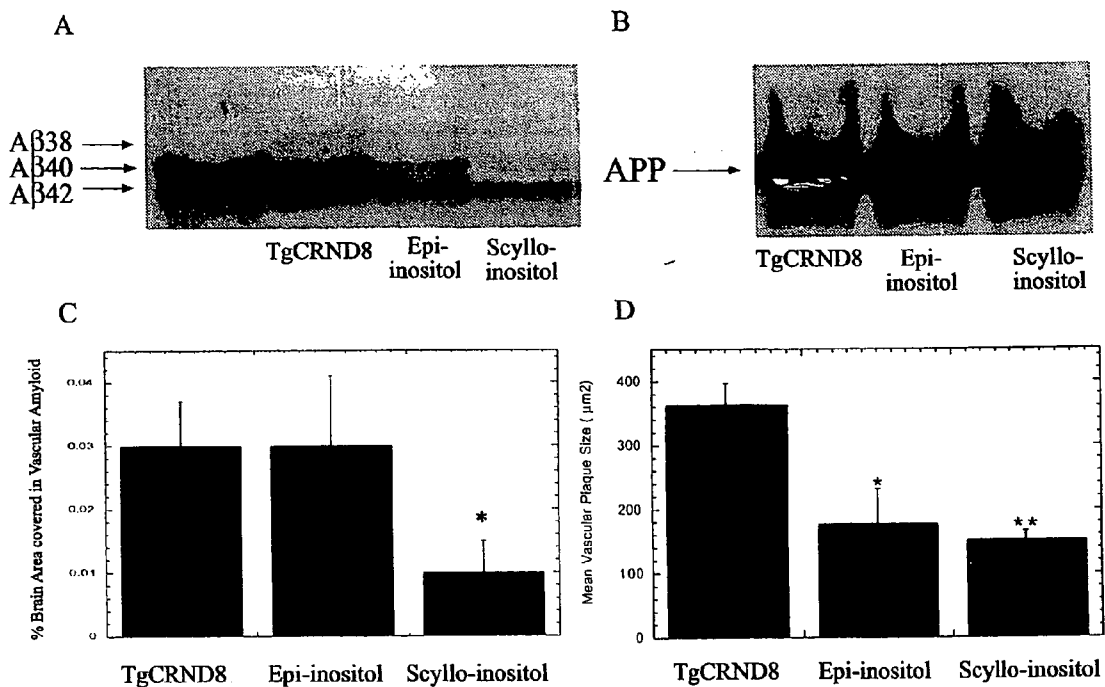 A
Aβ38
Aβ40
Aβ42
TgCRND8
Epi-
inositol
Scyllo-
inositol
B
APP
TgCRND8
Epi-
inositol
Scyllo-
inositol
C
% Brain Area covered in Vascular Amyloid
0.04
0.03
0.02
0.01
0
*
TgCRND8
Epi-inositol
Scyllo-inositol
D
Mean Vascular Plaque Size ( µm2)
400
300
200
100
0
*
**
TgCRND8
Epi-inositol
Scyllo-inositol